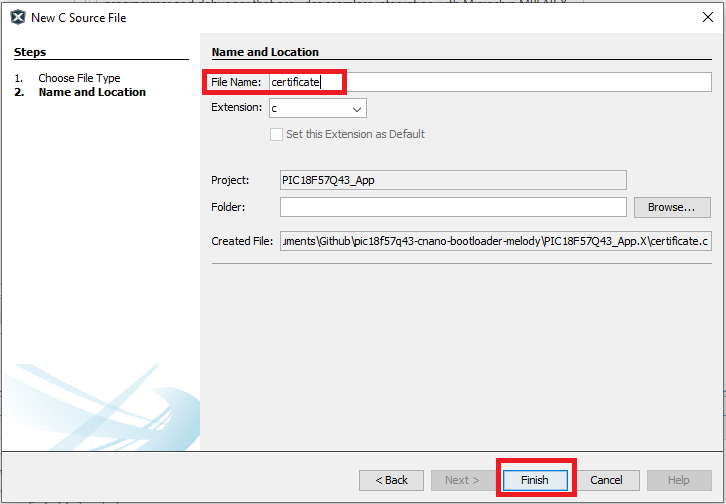 New C Source File
Steps
1. Choose File Type
2. Name and Location
Name and Location
File Name: certificate
Extension: c
Set this Extension as Default
Project: PIC18F57Q43_App
Folder:
Browse...
Created File: uments\Github\pic18f57q43-cnano-bootloader-melody\PIC18F57Q43_App.X\certificate.c
< Back
Next >
Finish
Cancel
Help